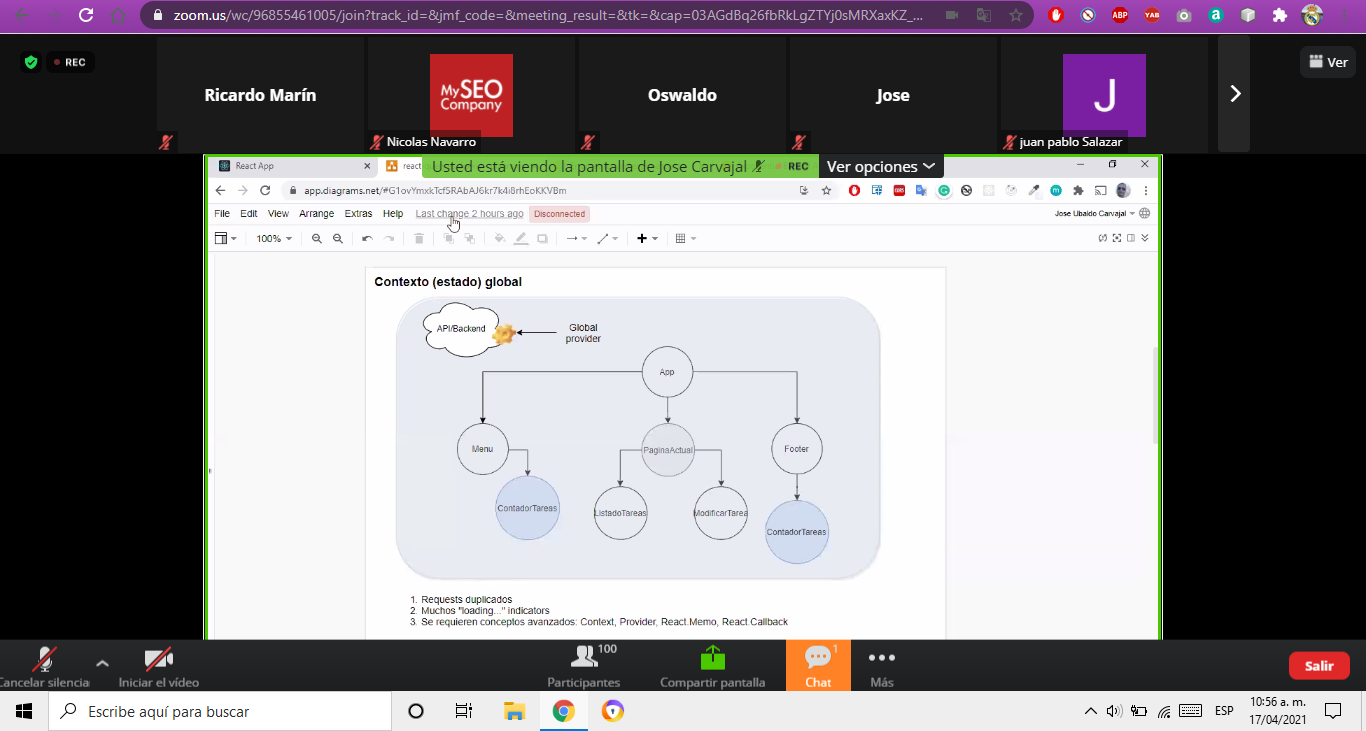 zoom.us/wc/96855461005/join?track_id=&jmf_code=&meeting_result=&tk=&cap=03AGdBq26fbRkLgZTYj0sMRXaxKZ_...
ABP
YAB
a
REC
Ricardo Marín
My SEO Company
Nicolas Navarro
Oswaldo
Jose
J
juan pablo Salazar
Ver
React App
react
Usted está viendo la pantalla de Jose Carvajal
REC
Ver opciones
app.diagrams.net/#G1ovYmxkTcf5RAbAJ6kr7k4i8rhEoKKVBm
File Edit View Arrange Extras Help Last change 2 hours ago Disconnected
Jose Ubaldo Carvajal
100%
Contexto (estado) global
API/Backend
Global
provider
App
Menu
PaginaActual
Footer
ContadorTareas
ListadoTareas
ModificarTarea
ContadorTareas
1. Requests duplicados
2. Muchos "loading..." indicators
3. Se requieren conceptos avanzados: Context, Provider, React.Memo, React.Callback
Cancelar silencia
Iniciar el vídeo
100
Participantes
Compartir pantalla
1
Chat
Más
Salir
Escribe aquí para buscar
ESP
10:56 a. m.
17/04/2021